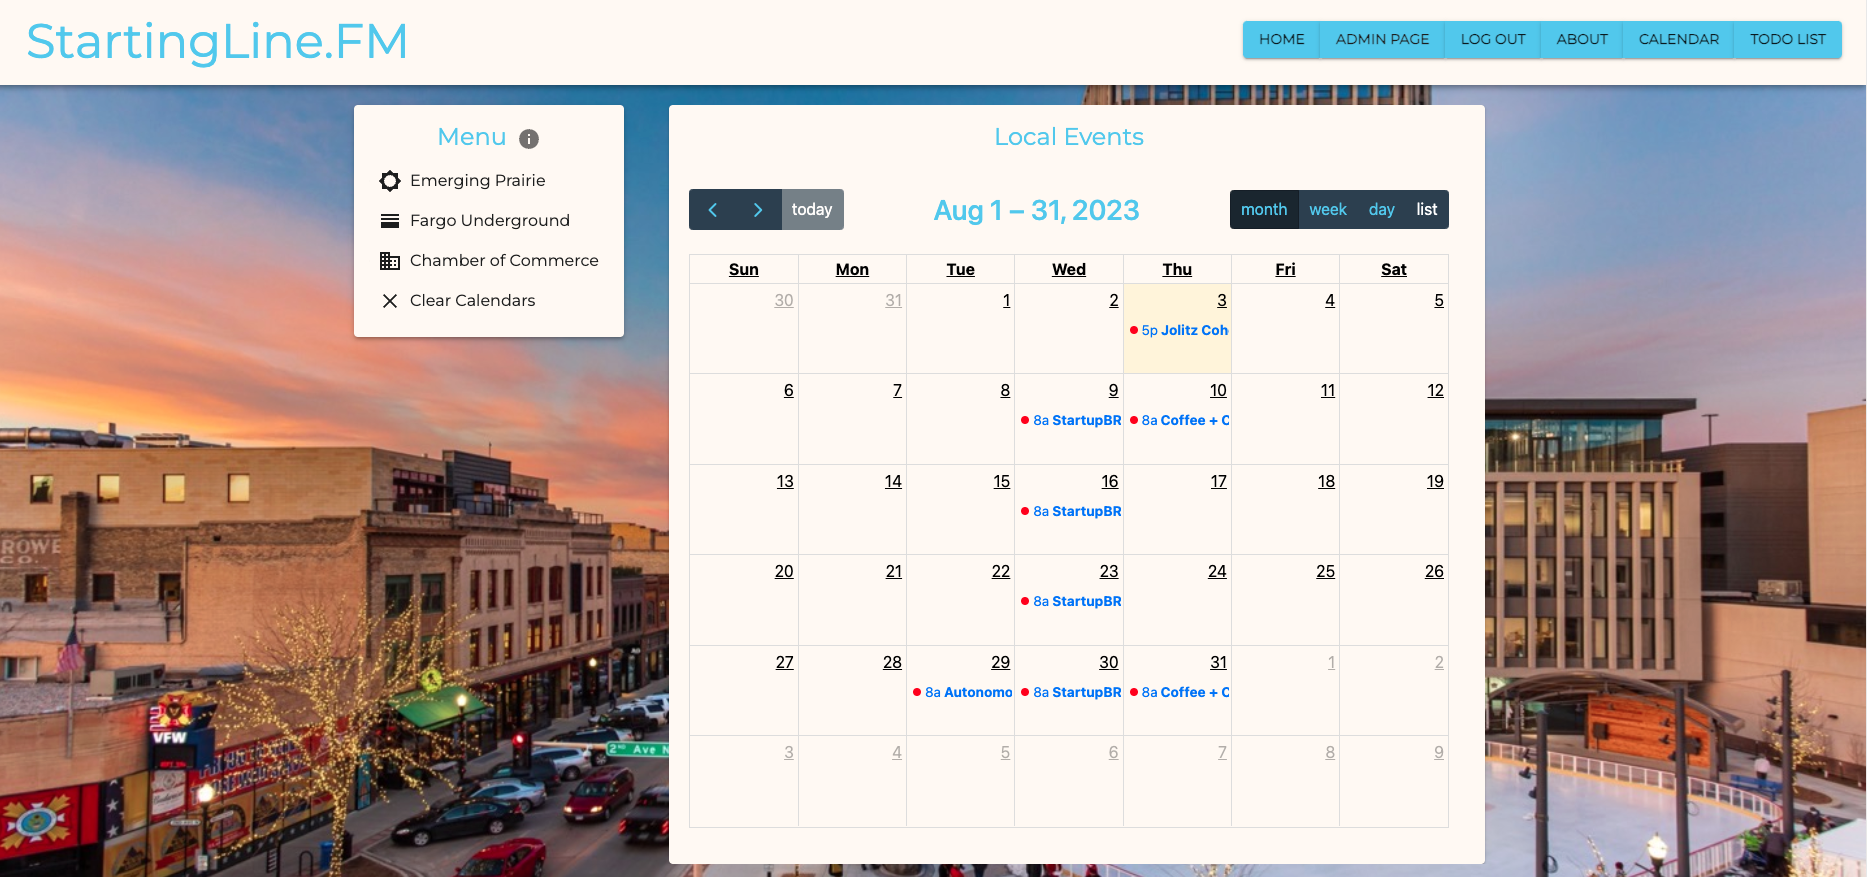 StartingLine.FM
HOME ADMIN PAGE LOG OUT ABOUT CALENDAR TODO LIST
Menu
Emerging Prairie
Fargo Underground
Chamber of Commerce
Clear Calendars
Local Events
today
Aug 1 – 31, 2023
month week day list
Sun Mon Tue Wed Thu Fri Sat
30 31 1 2 3 4 5
5p Jolitz Coh
6 7 8 9 10 11 12
8a StartupBR 8a Coffee + C
13 14 15 16 17 18 19
8a StartupBR
20 21 22 23 24 25 26
8a StartupBR
27 28 29 30 31 1 2
8a Autonomo 8a StartupBR 8a Coffee + C
3 4 5 6 7 8 9
ROWE
CO.
VFW
2ND Ave N